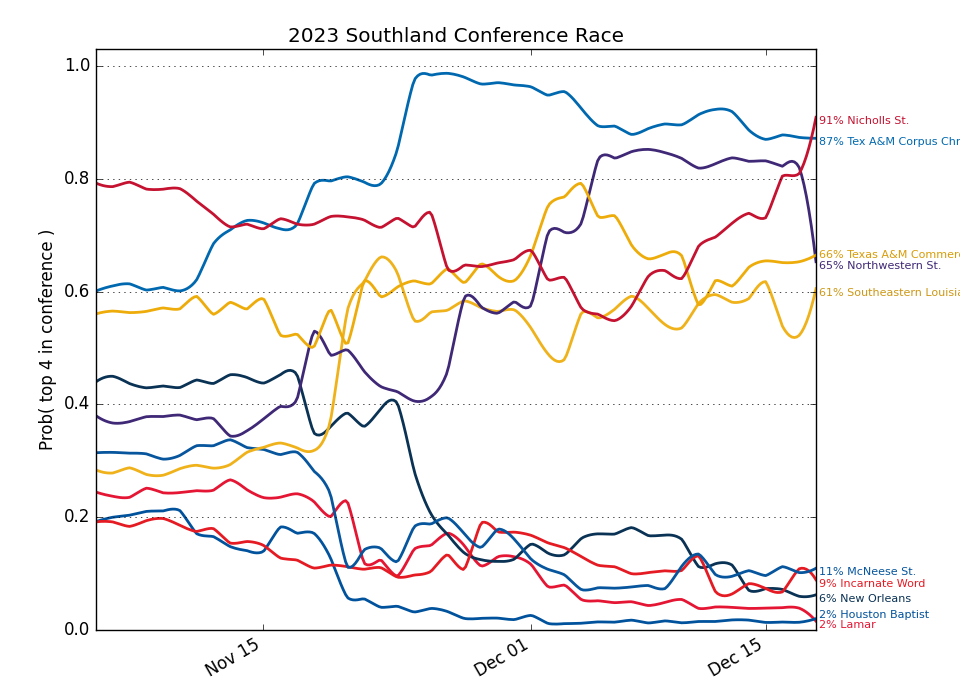 2023 Southland Conference Race
Prob( top 4 in conference )
1.0
0.8
0.6
0.4
0.2
0.0
Nov 15
Dec 01
Dec 15
91% Nicholls St.
87% Tex A&M Corpus Chr
66% Texas A&M Commerc
65% Northwestern St.
61% Southeastern Louisia
11% McNeese St.
9% Incarnate Word
6% New Orleans
2% Houston Baptist
2% Lamar